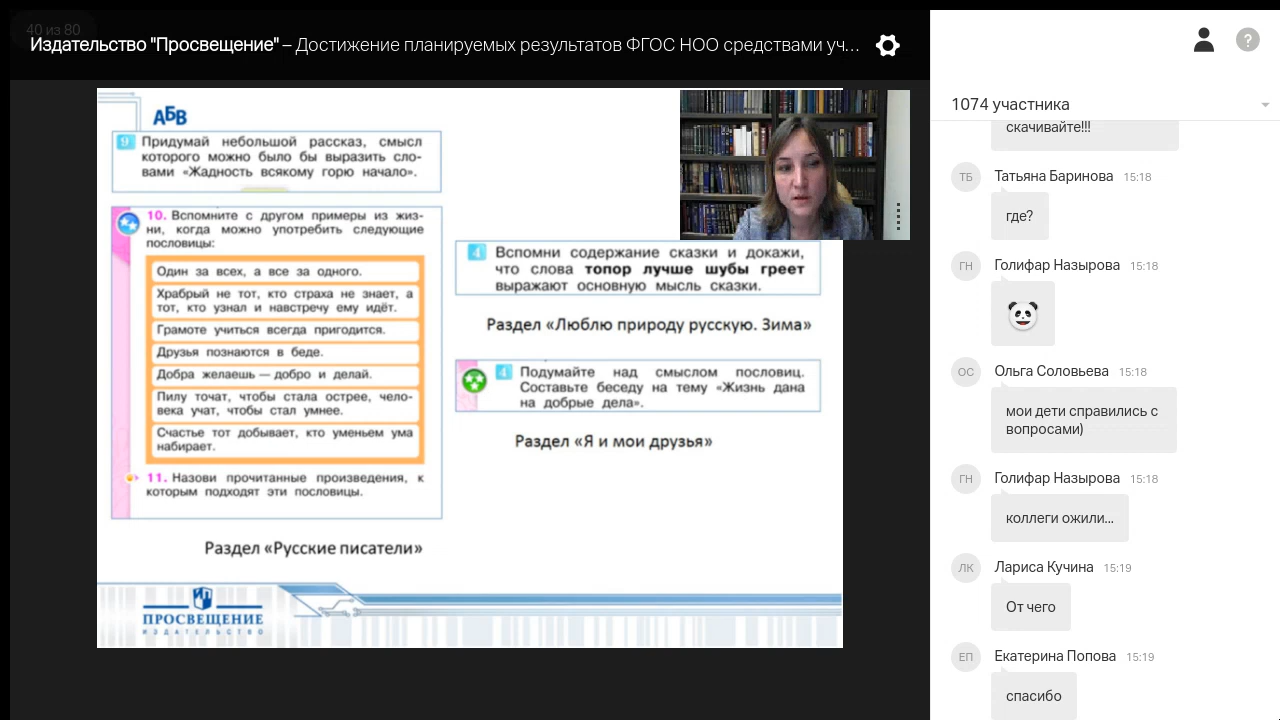 40 из 80
Издательство "Просвещение" – Достижение планируемых результатов ФГОС НОО средствами уч…
АБВ
9 Придумай небольшой рассказ, смысл
которого можно было бы выразить сло-
вами «Жадность всякому горю начало».
10. Вспомните с другом примеры из жиз-
ни, когда можно употребить следующие
пословицы:
Один за всех, а все за одного.
Храбрый не тот, кто страха не знает, а
тот, кто узнал и навстречу ему идёт.
Грамоте учиться всегда пригодится.
Друзья познаются в беде.
Добра желаешь — добро и делай.
Пилу точат, чтобы стала острее, чело-
века учат, чтобы стал умнее.
Счастье тот добывает, кто уменьем ума
набирает.
11. Назови прочитанные произведения, к
которым подходят эти пословицы.
Раздел «Русские писатели»
4 Вспомни содержание сказки и докажи,
что слова топор лучше шубы греет
выражают основную мысль сказки.
Раздел «Люблю природу русскую. Зима»
4 Подумайте над смыслом пословиц.
Составьте беседу на тему «Жизнь дана
на добрые дела».
Раздел «Я и мои друзья»
ПРОСВЕЩЕНИЕ
ИЗДАТЕЛЬСТВО
?
1074 участника
скачивайте!!!
ТБ Татьяна Баринова 15:18
где?
ГН Голифар Назырова 15:18
ОС Ольга Соловьева 15:18
мои дети справились с
вопросами)
ГН Голифар Назырова 15:18
коллеги ожили...
ЛК Лариса Кучина 15:19
От чего
ЕП Екатерина Попова 15:19
спасибо